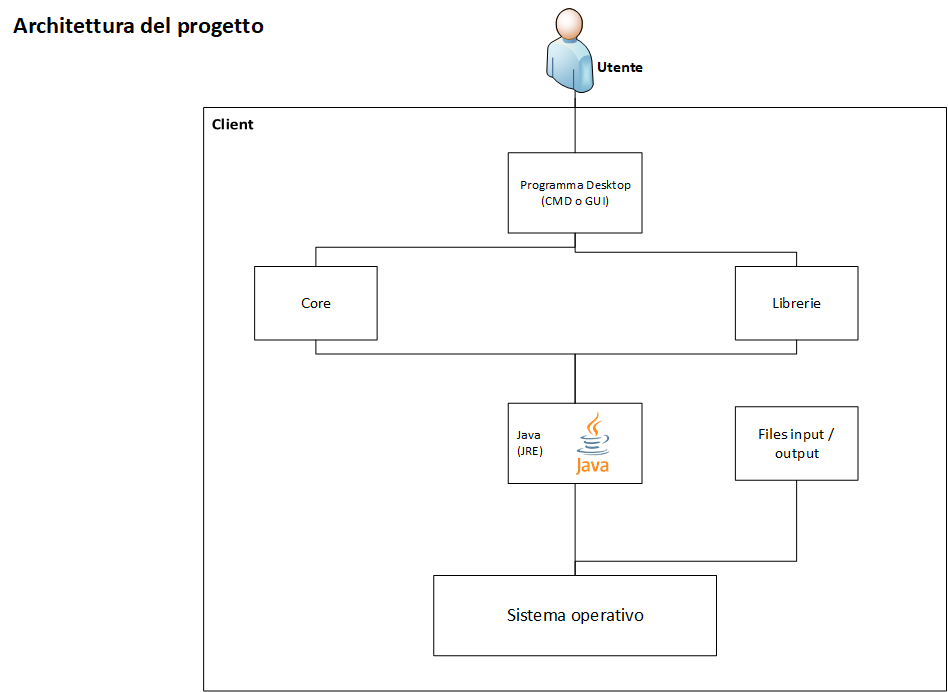 Architettura del progetto
Utente
Client
Programma Desktop
(CMD o GUI)
Core
Librerie
Java
(JRE)
Java
Files input /
output
Sistema operativo